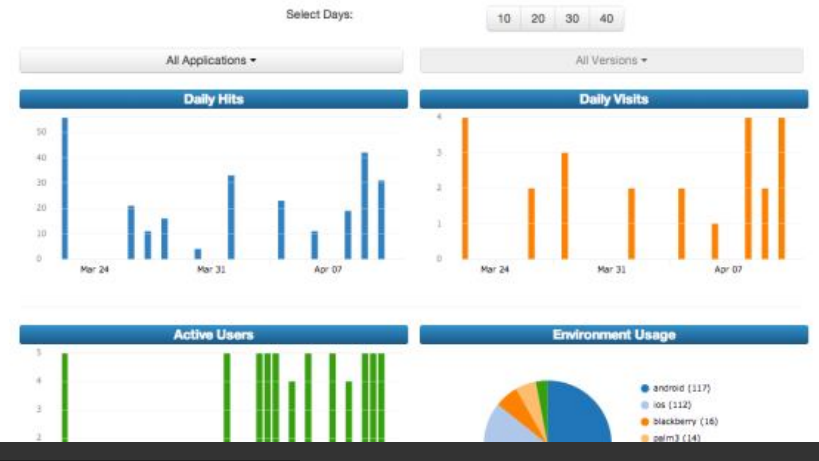 Select Days:
10 20 30 40
All Applications
All Versions
Daily Hits
50
40
30
20
10
0
Mar 24 Mar 31 Apr 07
Daily Visits
4
3
2
1
0
Mar 24 Mar 31 Apr 07
Active Users
5
4
3
2
Environment Usage
android (117)
ios (112)
blackberry (16)
palm3 (14)